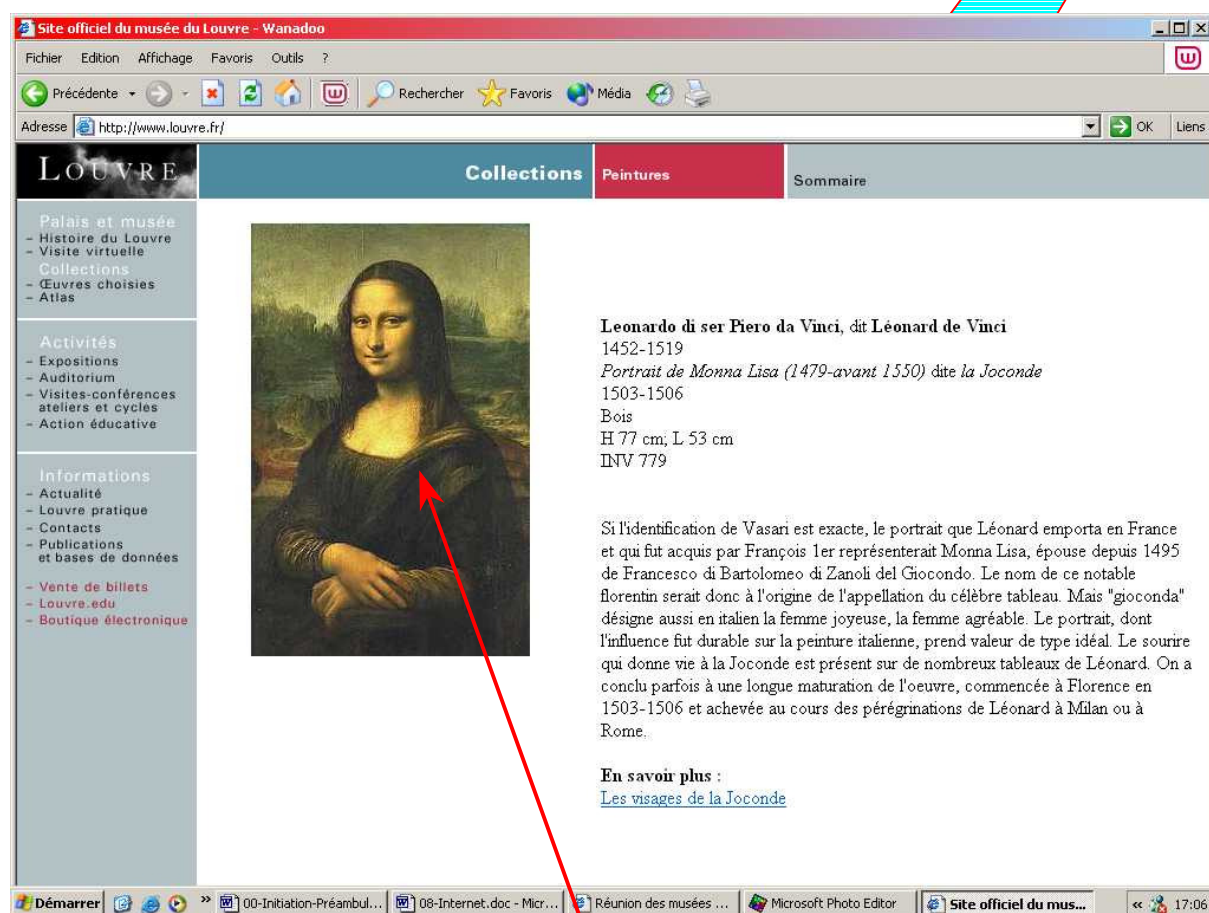 Site officiel du musée du Louvre - Wanadoo
Fichier Edition Affichage Favoris Outils ?
Précédente Rechercher Favoris Média
Adresse http://www.louvre.fr/ OK Liens
LOUVRE
Collections Peintures Sommaire
Palais et musée
– Histoire du Louvre
– Visite virtuelle
Collections
– Œuvres choisies
– Atlas
Activités
– Expositions
– Auditorium
– Visites-conférences
ateliers et cycles
– Action éducative
Informations
– Actualité
– Louvre pratique
– Contacts
– Publications
et bases de données
– Vente de billets
– Louvre.edu
– Boutique électronique
Leonardo di ser Piero da Vinci, dit Léonard de Vinci
1452-1519
Portrait de Monna Lisa (1479-avant 1550) dite la Joconde
1503-1506
Bois
H 77 cm; L 53 cm
INV 779
Si l'identification de Vasari est exacte, le portrait que Léonard emporta en France
et qui fut acquis par François 1er représenterait Monna Lisa, épouse depuis 1495
de Francesco di Bartolomeo di Zanoli del Giocondo. Le nom de ce notable
florentin serait donc à l'origine de l'appellation du célèbre tableau. Mais "gioconda"
désigne aussi en italien la femme joyeuse, la femme agréable. Le portrait, dont
l'influence fut durable sur la peinture italienne, prend valeur de type idéal. Le sourire
qui donne vie à la Joconde est présent sur de nombreux tableaux de Léonard. On a
conclu parfois à une longue maturation de l'oeuvre, commencée à Florence en
1503-1506 et achevée au cours des pérégrinations de Léonard à Milan ou à
Rome.
En savoir plus :
Les visages de la Joconde
Démarrer » 00-Initiation-Préambul... 08-Internet.doc - Micr... Réunion des musées ... Microsoft Photo Editor Site officiel du mus... « 17:06